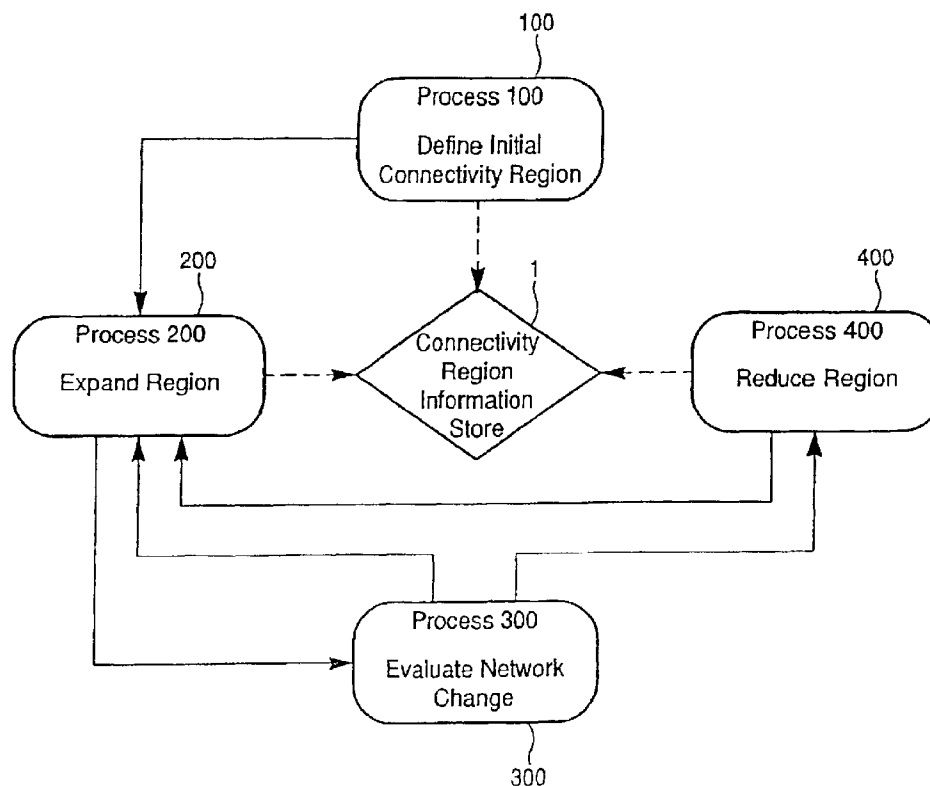 100
Process 100
Define Initial
Connectivity Region
200
Process 200
Expand Region
1
Connectivity
Region
Information
Store
400
Process 400
Reduce Region
Process 300
Evaluate Network
Change
300